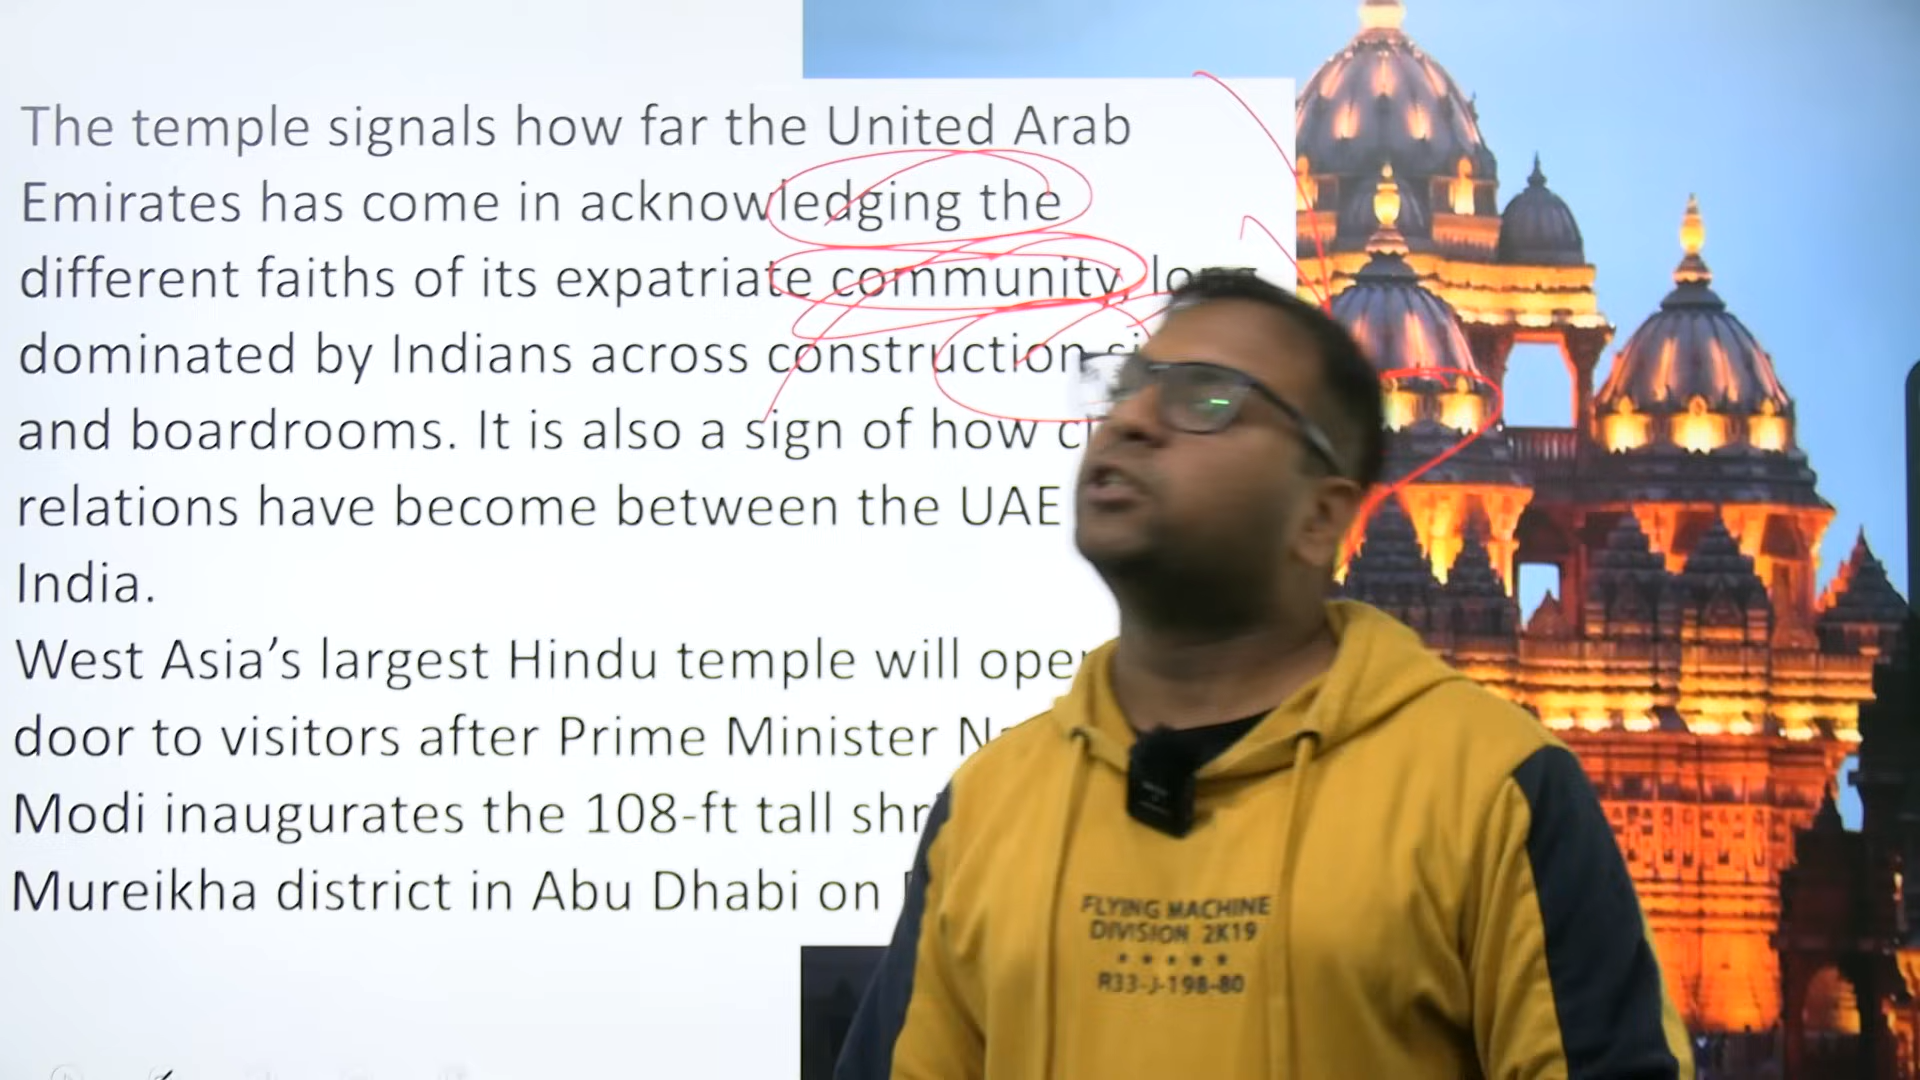 The temple signals how far the United Arab
Emirates has come in acknowledging the
different faiths of its expatriate community,
dominated by Indians across construction
and boardrooms. It is also a sign of how
relations have become between the UAE
India.
West Asia’s largest Hindu temple will
door to visitors after Prime Minister
Modi inaugurates the 108-ft tall
Mureikha district in Abu Dhabi on
FLYING MACHINE
DIVISION 2K19
R33-J-198-80